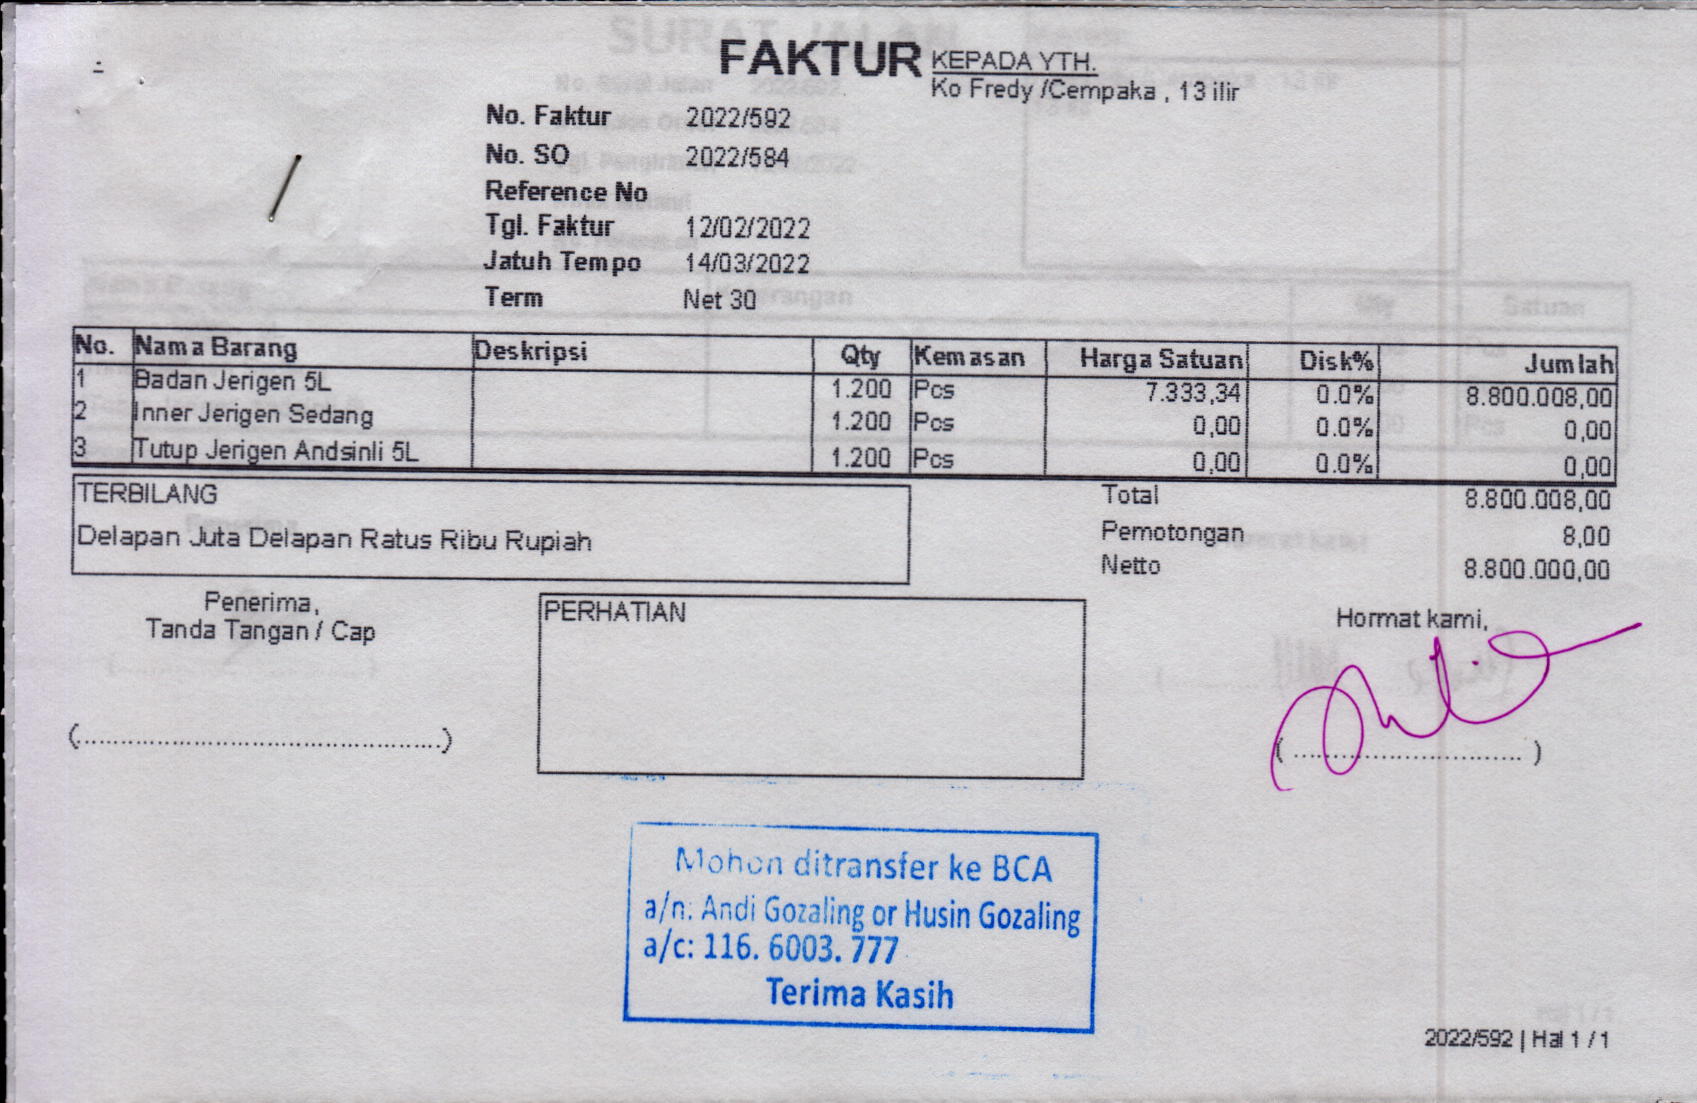 FAKTUR
KEPADA YTH.
Ko Fredy /Cempaka , 13 ilir
No. Faktur 2022/592
No. SO 2022/584
Reference No
Tgl. Faktur 12/02/2022
Jatuh Tempo 14/03/2022
Term Net 30
No. Nama Barang Deskripsi Qty Kemasan Harga Satuan Disk% Jumlah
1 Badan Jerigen 5L 1.200 Pcs 7.333,34 0.0% 8.800.008,00
2 Inner Jerigen Sedang 1.200 Pcs 0,00 0.0% 0,00
3 Tutup Jerigen Andsinli 5L 1.200 Pcs 0,00 0.0% 0,00
TERBILANG
Delapan Juta Delapan Ratus Ribu Rupiah
Total 8.800.008,00
Pemotongan 8,00
Netto 8.800.000,00
Penerima,
Tanda Tangan / Cap
(...............................................)
PERHATIAN
Hormat kami,
( .............................. )
Mohon ditransfer ke BCA
a/n: Andi Gozaling or Husin Gozaling
a/c: 116. 6003. 777
Terima Kasih
2022/592 | Hal 1 / 1